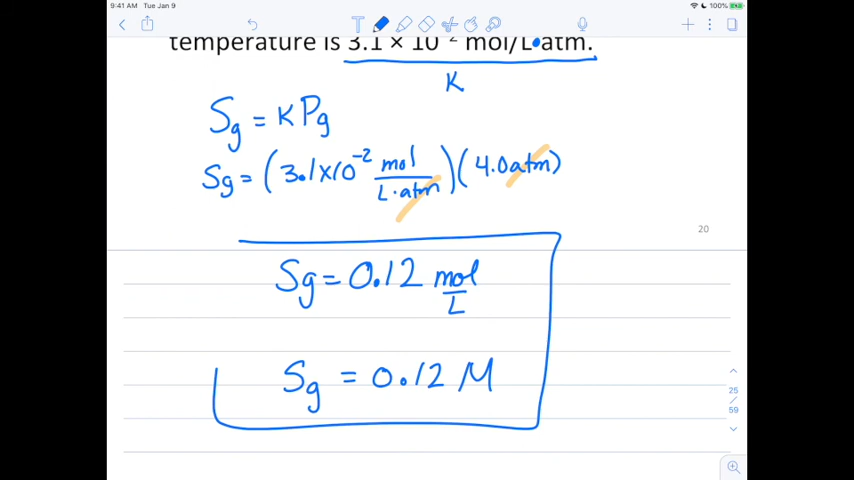 9:41 AM Tue Jan 9
100%
temperature is 3.1 × 10⁻² mol/L•atm.
K
Sg = KPg
Sg = (3.1×10⁻² mol/L·atm)(4.0atm)
20
Sg = 0.12 mol/L
Sg = 0.12 M
25
/
59